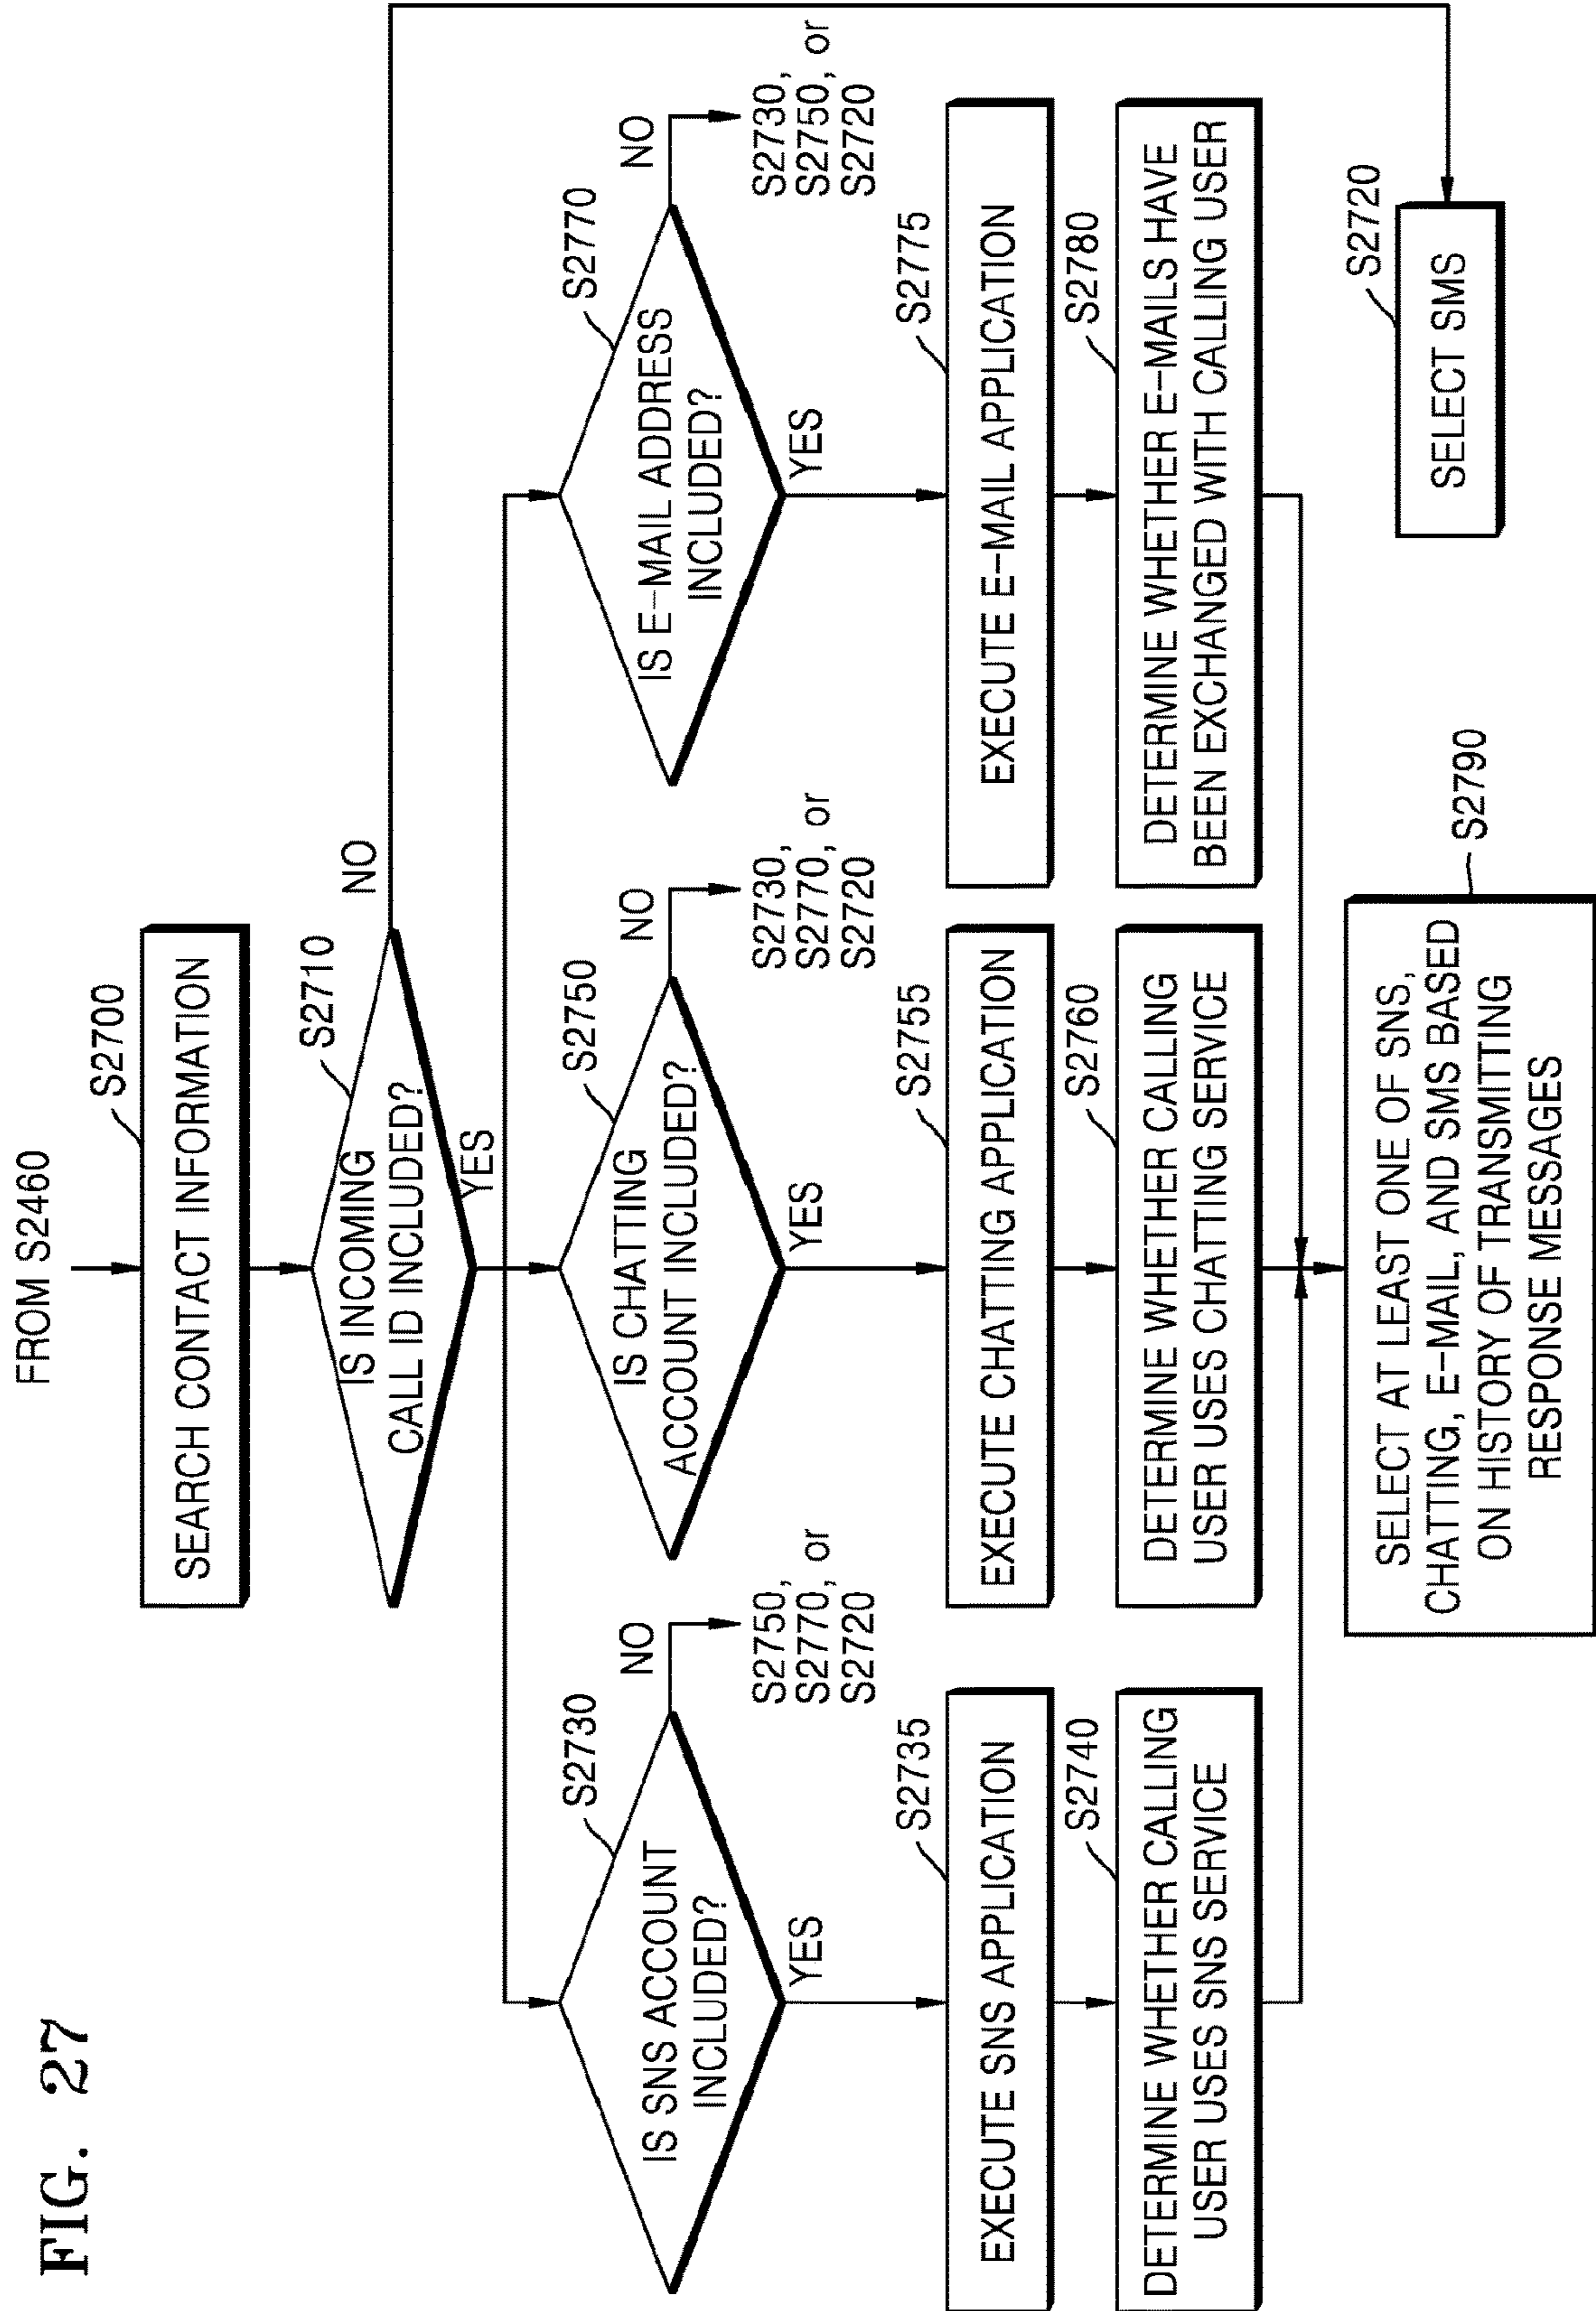 FIG. 27
FROM S2460
S2700
SEARCH CONTACT INFORMATION
S2710
IS INCOMING
CALL ID INCLUDED?
NO
YES
S2730
IS SNS ACCOUNT
INCLUDED?
NO
S2750,
S2770, or
S2720
YES
S2735
EXECUTE SNS APPLICATION
S2740
DETERMINE WHETHER CALLING
USER USES SNS SERVICE
S2750
IS CHATTING
ACCOUNT INCLUDED?
NO
S2730,
S2770, or
S2720
YES
S2755
EXECUTE CHATTING APPLICATION
S2760
DETERMINE WHETHER CALLING
USER USES CHATTING SERVICE
S2770
IS E-MAIL ADDRESS
INCLUDED?
NO
S2730,
S2750, or
S2720
YES
S2775
EXECUTE E-MAIL APPLICATION
S2780
DETERMINE WHETHER E-MAILS HAVE
BEEN EXCHANGED WITH CALLING USER
S2790
SELECT AT LEAST ONE OF SNS,
CHATTING, E-MAIL, AND SMS BASED
ON HISTORY OF TRANSMITTING
RESPONSE MESSAGES
S2720
SELECT SMS